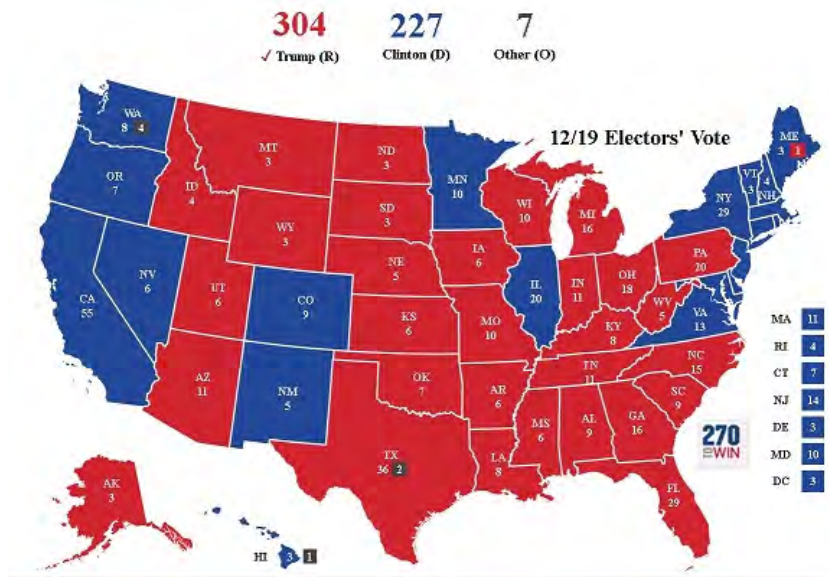 304 227 7
✓ Trump (R) Clinton (D) Other (O)
12/19 Electors' Vote
WA
8 4
OR
7
CA
55
NV
6
ID
4
MT
3
WY
3
UT
6
CO
9
AZ
11
NM
5
ND
3
SD
3
NE
5
KS
6
OK
7
TX
36 2
MN
10
IA
6
MO
10
AR
6
LA
8
WI
10
IL
20
MI
16
IN
11
OH
18
KY
8
TN
11
MS
6
AL
9
GA
16
FL
29
SC
9
NC
15
VA
13
WV
5
PA
20
NY
29
VT
3
4
NH
ME
3 1
AK
3
HI 3 1
270
TO WIN
MA 11
RI 4
CT 7
NJ 14
DE 3
MD 10
DC 3